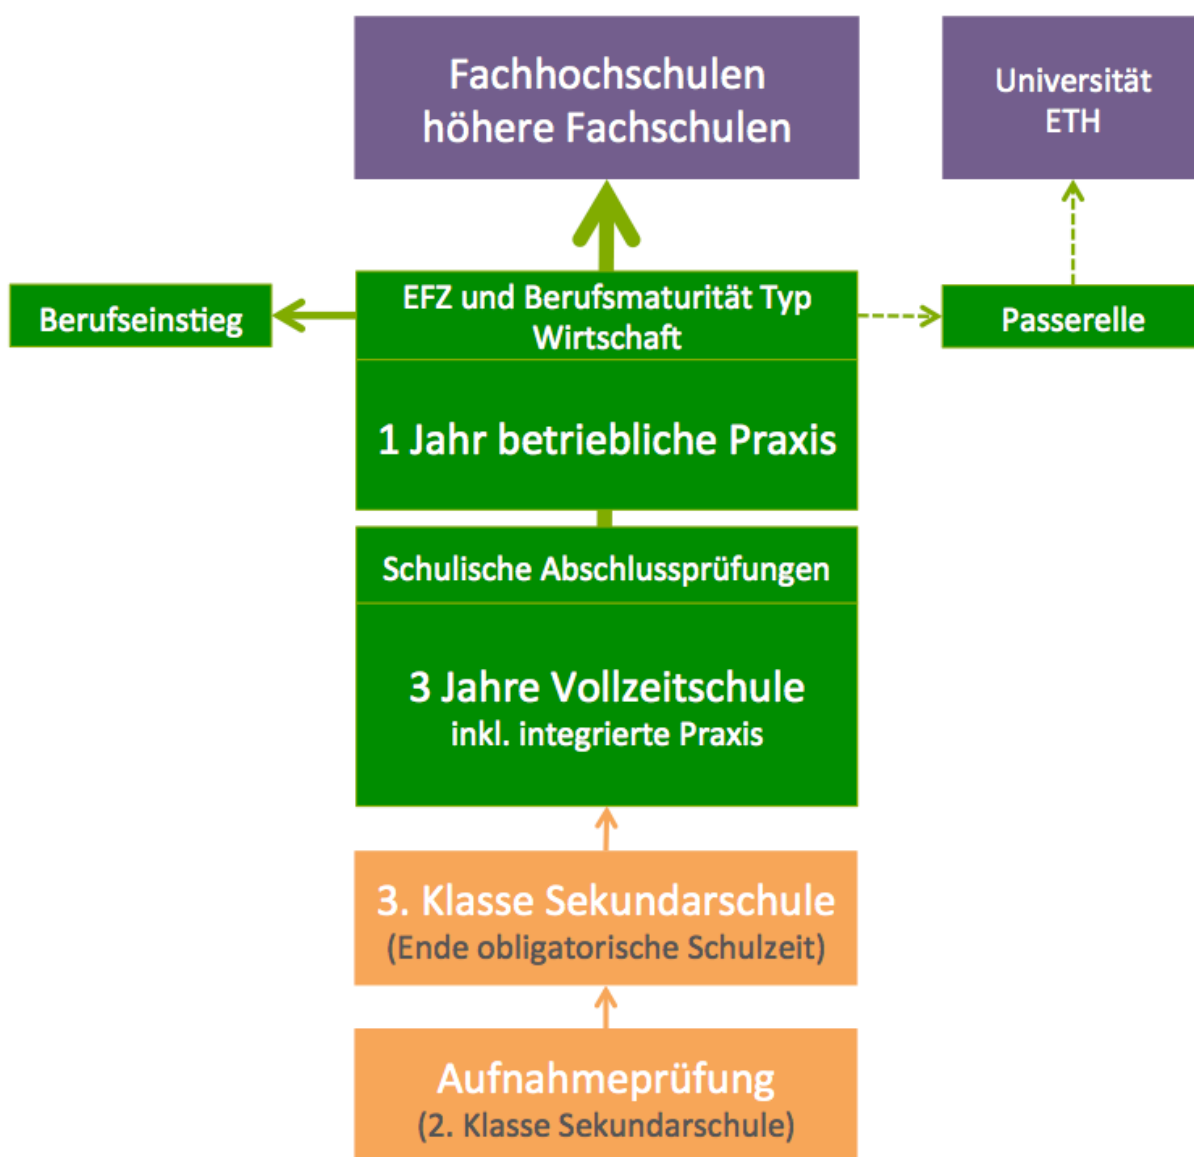 Fachhochschulen
höhere Fachschulen
Universität
ETH
Berufseinstieg
EFZ und Berufsmaturität Typ
Wirtschaft
Passerelle
1 Jahr betriebliche Praxis
Schulische Abschlussprüfungen
3 Jahre Vollzeitschule
inkl. integrierte Praxis
3. Klasse Sekundarschule
(Ende obligatorische Schulzeit)
Aufnahmeprüfung
(2. Klasse Sekundarschule)